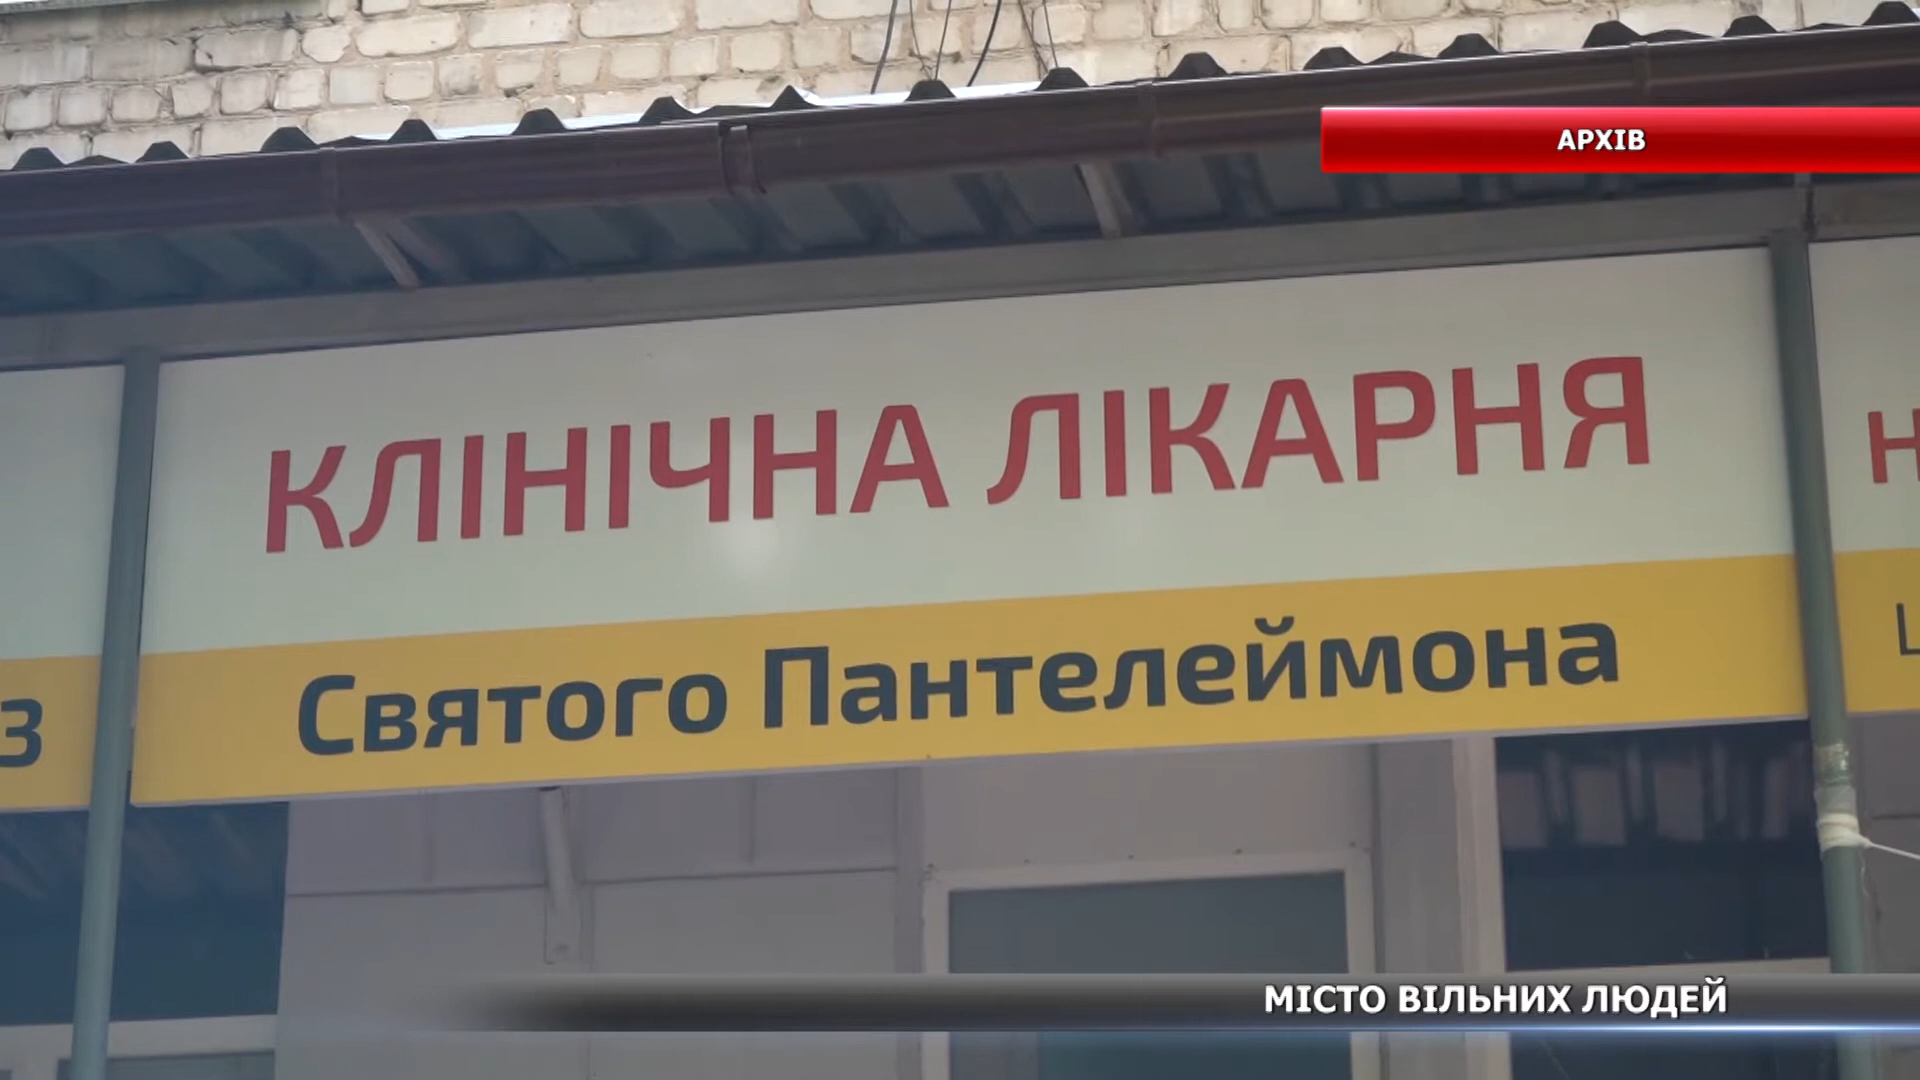 АРХІВ
КЛІНІЧНА ЛІКАРНЯ
Святого Пантелеймона
МІСТО ВІЛЬНИХ ЛЮДЕЙ